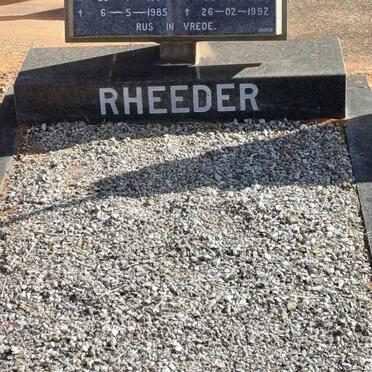 † 6-5-1985 † 26-02-1992
RUS IN VREDE.
RHEEDER